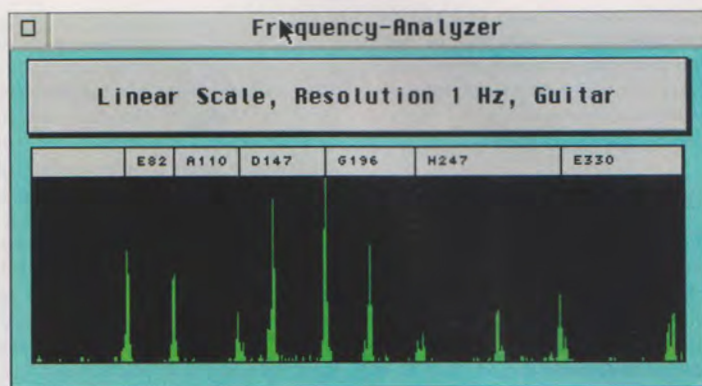 Frequency-Analyzer
Linear Scale, Resolution 1 Hz, Guitar
E82 A110 D147 G196 H247 E330